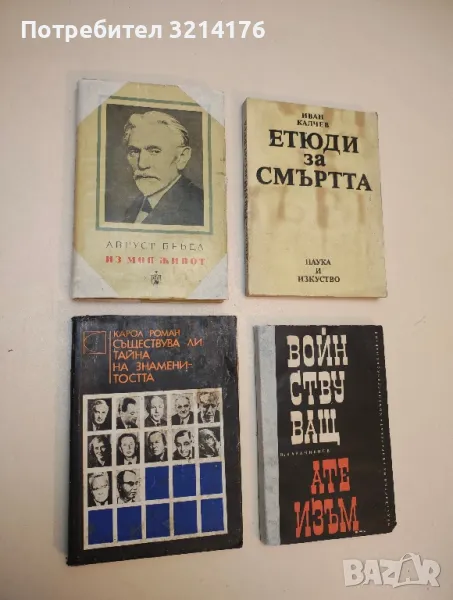 Потребител 3214176
АВГУСТ БЕБЕЛ
ИЗ МОЯ ЖИВОТ
ИВАН
КАЛЧЕВ
ЕТЮДИ
за
СМЪРТТА
НАУКА
И
ИЗКУСТВО
КАРОЛ РОМАН
СЪЩЕСТВУВА ЛИ
ТАЙНА
НА ЗНАМЕНИ-
ТОСТТА
ВОЙН
СТВУ
ВАЩ
АТЕ
ИЗЪМ
BAZAR